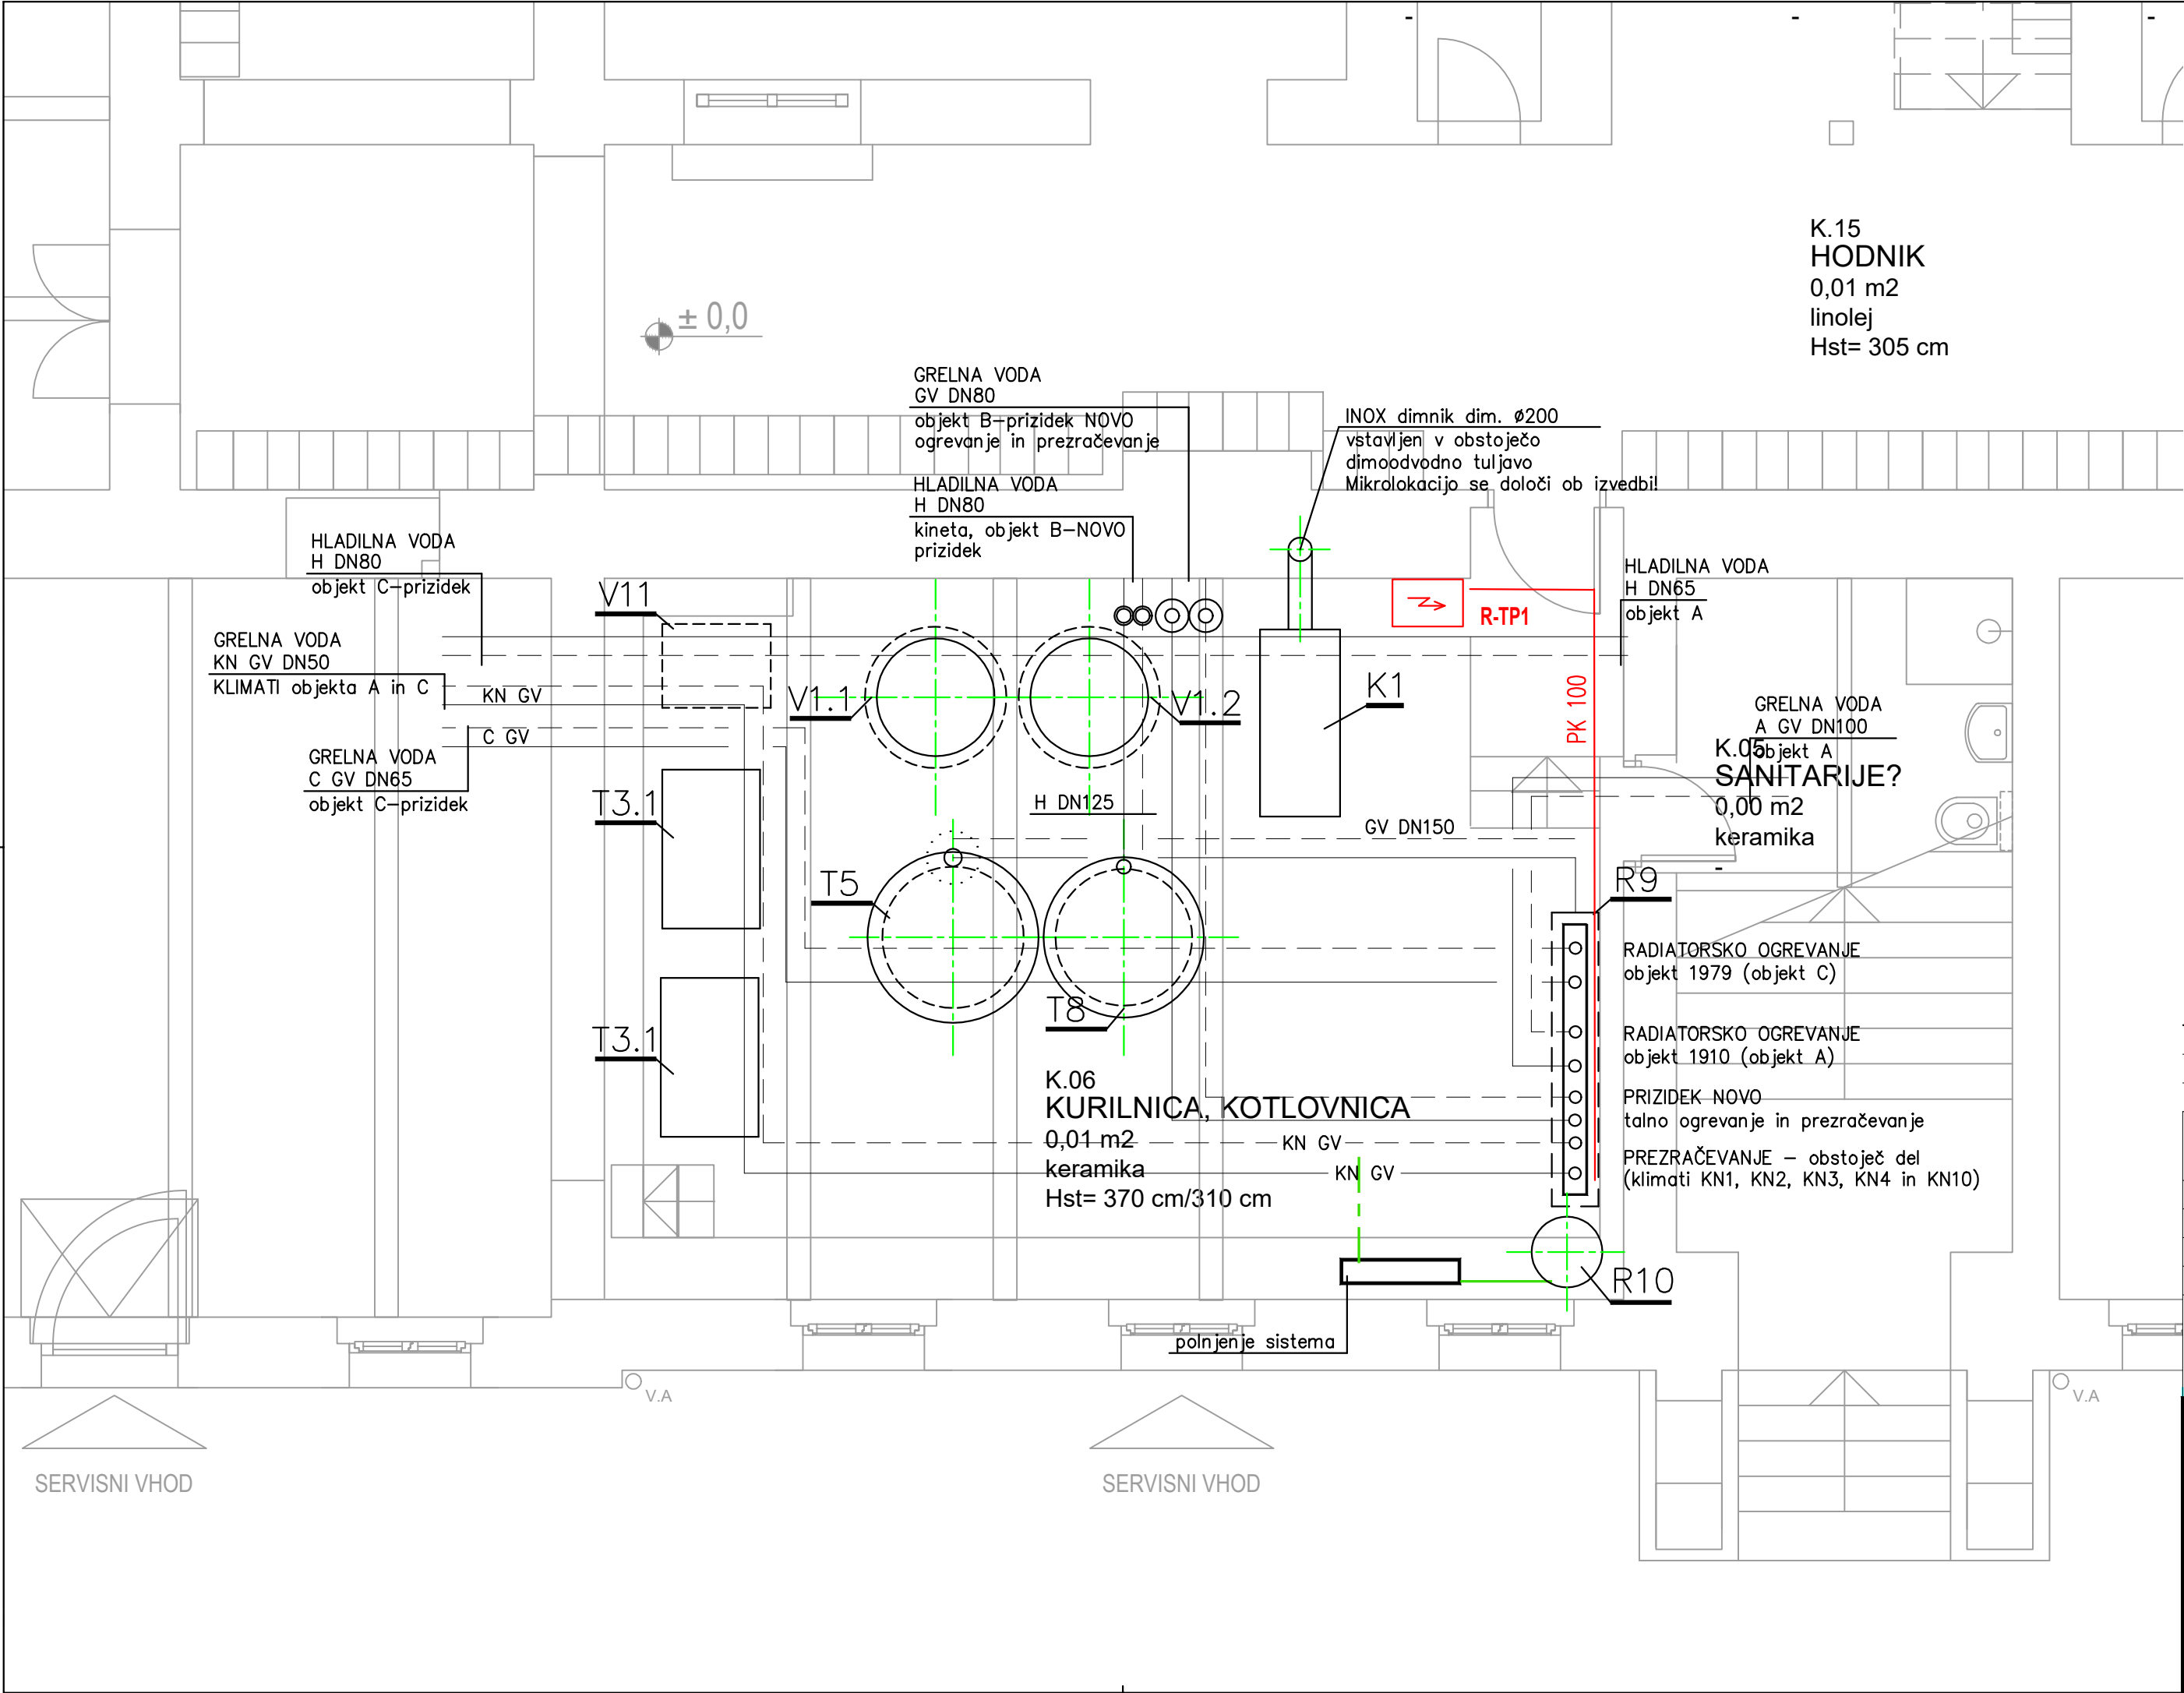 K.15
HODNIK
0,01 m2
linolej
Hst= 305 cm
± 0,0
GRELNA VODA
GV DN80
objekt B-prizidek NOVO
ogrevanje in prezračevanje
INOX dimnik dim. ø200
vstavljen v obstoječo
dimoodvodno tuljavo
Mikrolokacijo se določi ob izvedbi!
HLADILNA VODA
H DN80
kineta, objekt B-NOVO
prizidek
HLADILNA VODA
H DN80
objekt C-prizidek
HLADILNA VODA
H DN65
objekt A
V11
R-TP1
GRELNA VODA
KN GV DN50
KLIMATI objekta A in C
KN GV
V1.1
V1.2
K1
PK 100
GRELNA VODA
A GV DN100
objekt A
C GV
GRELNA VODA
C GV DN65
objekt C-prizidek
K.05
SANITARIJE?
0,00 m2
keramika
-
T3.1
H DN125
GV DN150
T5
R9
RADIATORSKO OGREVANJE
objekt 1979 (objekt C)
T8
T3.1
RADIATORSKO OGREVANJE
objekt 1910 (objekt A)
K.06
KURILNICA, KOTLOVNICA
0,01 m2
keramika
Hst= 370 cm/310 cm
KN GV
KN GV
PRIZIDEK NOVO
talno ogrevanje in prezračevanje
PREZRAČEVANJE - obstoječ del
(klimati KN1, KN2, KN3, KN4 in KN10)
R10
polnjenje sistema
V.A
V.A
SERVISNI VHOD
SERVISNI VHOD